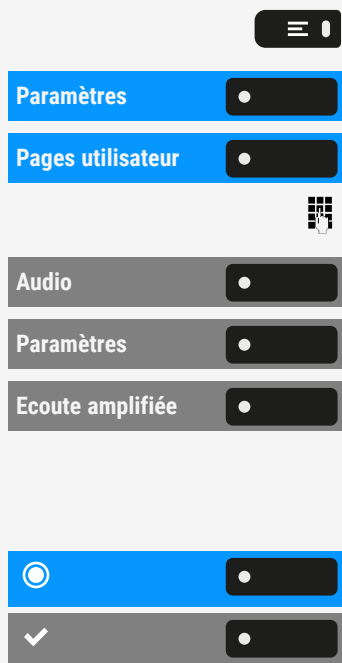 Paramètres
Pages utilisateur
Audio
Paramètres
Ecoute amplifiée